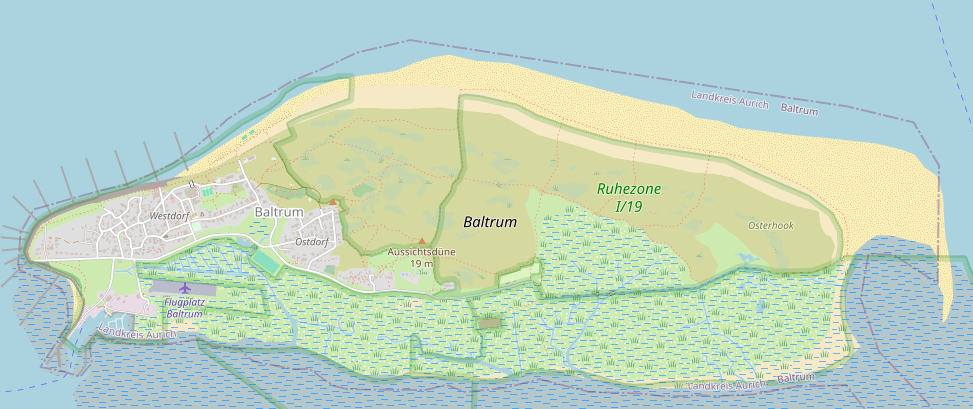 Landkreis Aurich
Baltrum
Ruhezone
I/19
Westdorf
Baltrum
Baltrum
Osterhook
Ostdorf
Aussichtsdüne
19 m
Flugplatz
Baltrum
Landkreis Aurich
Landkreis Aurich
Baltrum